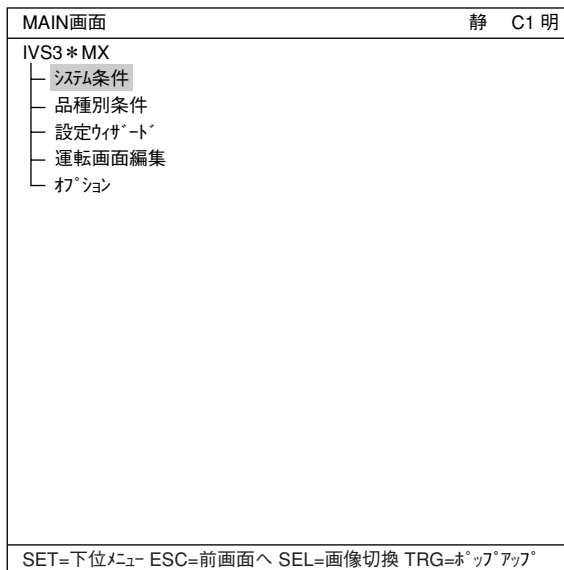 MAIN画面 静 C1 明
IVS3＊MX
ｼｽﾃﾑ条件
品種別条件
設定ｳｨｻﾞｰﾄﾞ
運転画面編集
ｵﾌﾟｼｮﾝ
SET=下位ﾒﾆｭｰ ESC=前画面へ SEL=画像切換 TRG=ﾎﾟｯﾌﾟｱｯﾌﾟ